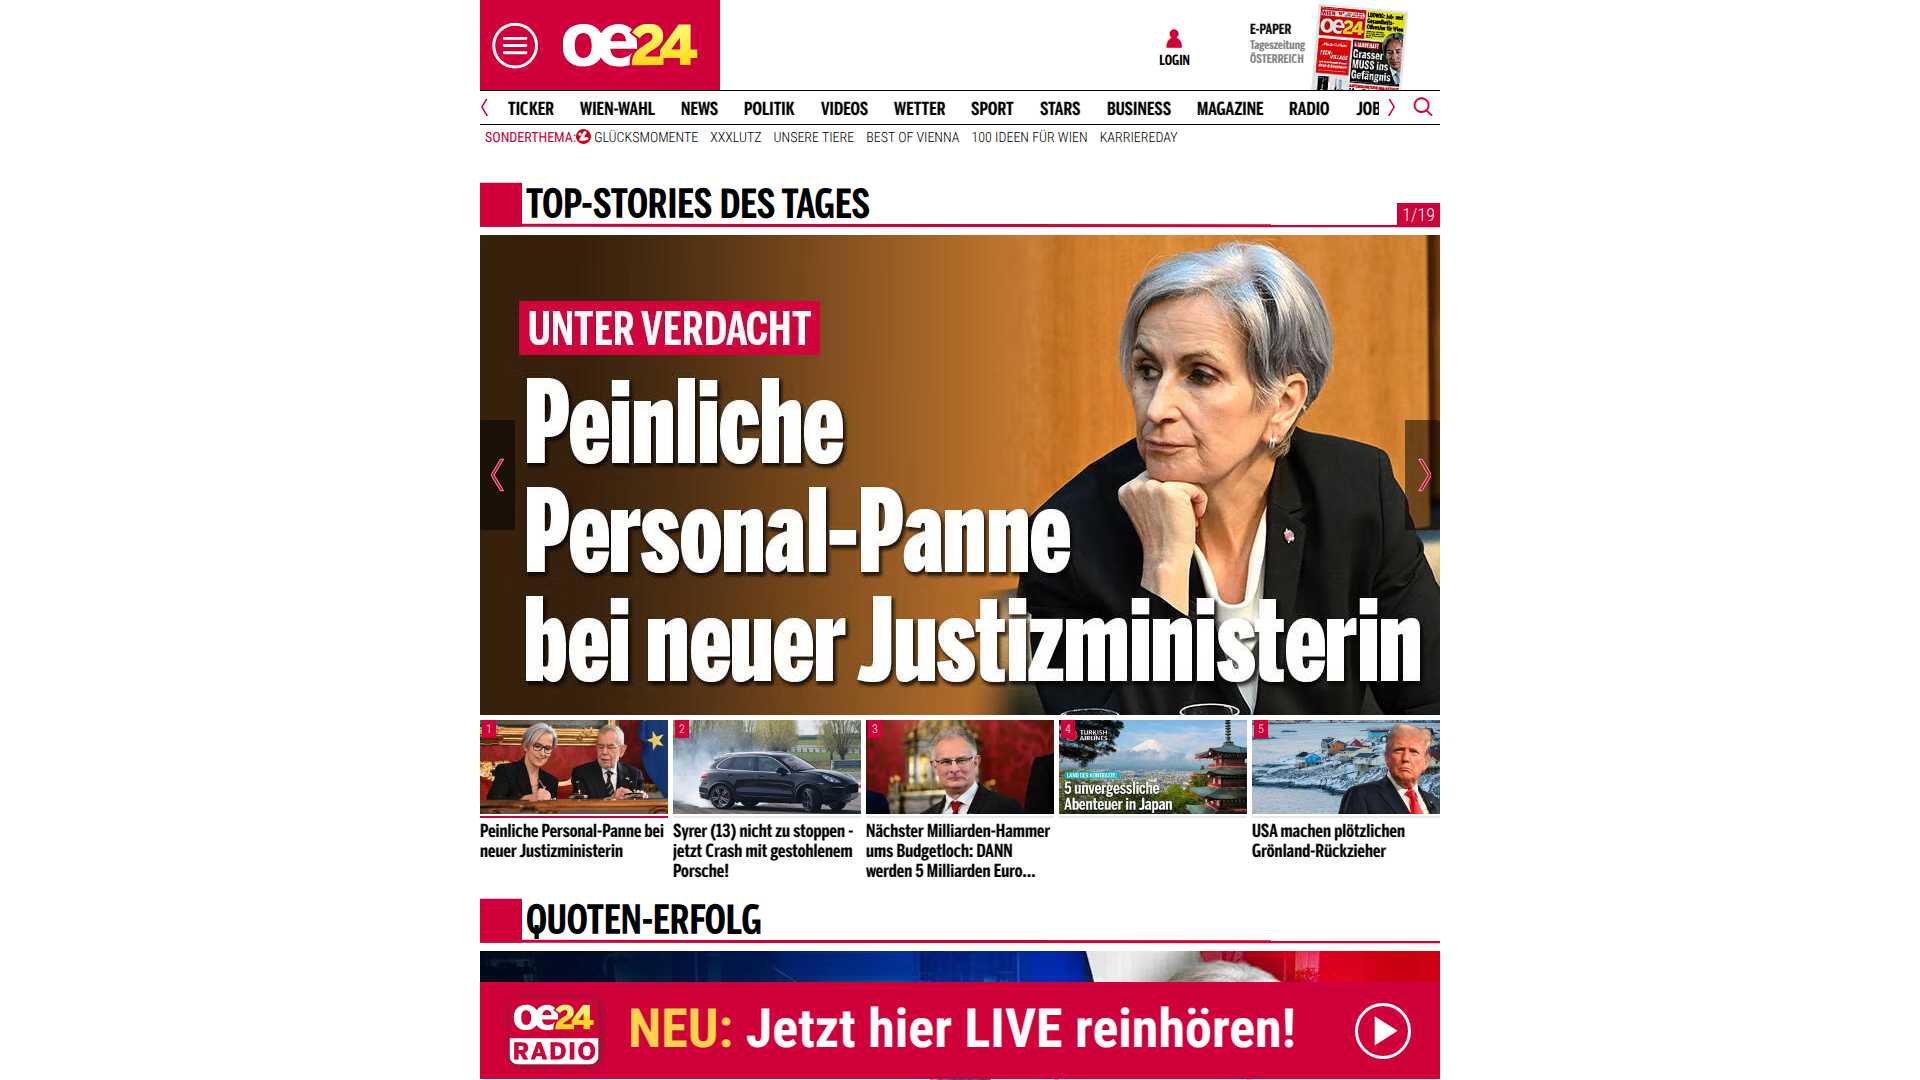 oe24
LOGIN
E-PAPER
Tageszeitung
ÖSTERREICH
oe24
Grasser
MUSS ins
Gefängnis
TICKER WIEN-WAHL NEWS POLITIK VIDEOS WETTER SPORT STARS BUSINESS MAGAZINE RADIO JOB
SONDERTHEMA: GLÜCKSMOMENTE XXXLUTZ UNSERE TIERE BEST OF VIENNA 100 IDEEN FÜR WIEN KARRIEREDAY
TOP-STORIES DES TAGES
1/19
UNTER VERDACHT
Peinliche
Personal-Panne
bei neuer Justizministerin
1
2
3
4
TURKISH
AIRLINES
LAND DER KONTRASTE
5 unvergessliche
Abenteuer in Japan
5
Peinliche Personal-Panne bei
neuer Justizministerin
Syrer (13) nicht zu stoppen -
jetzt Crash mit gestohlenem
Porsche!
Nächster Milliarden-Hammer
ums Budgetloch: DANN
werden 5 Milliarden Euro...
USA machen plötzlichen
Grönland-Rückzieher
QUOTEN-ERFOLG
oe24
RADIO
NEU: Jetzt hier LIVE reinhören!